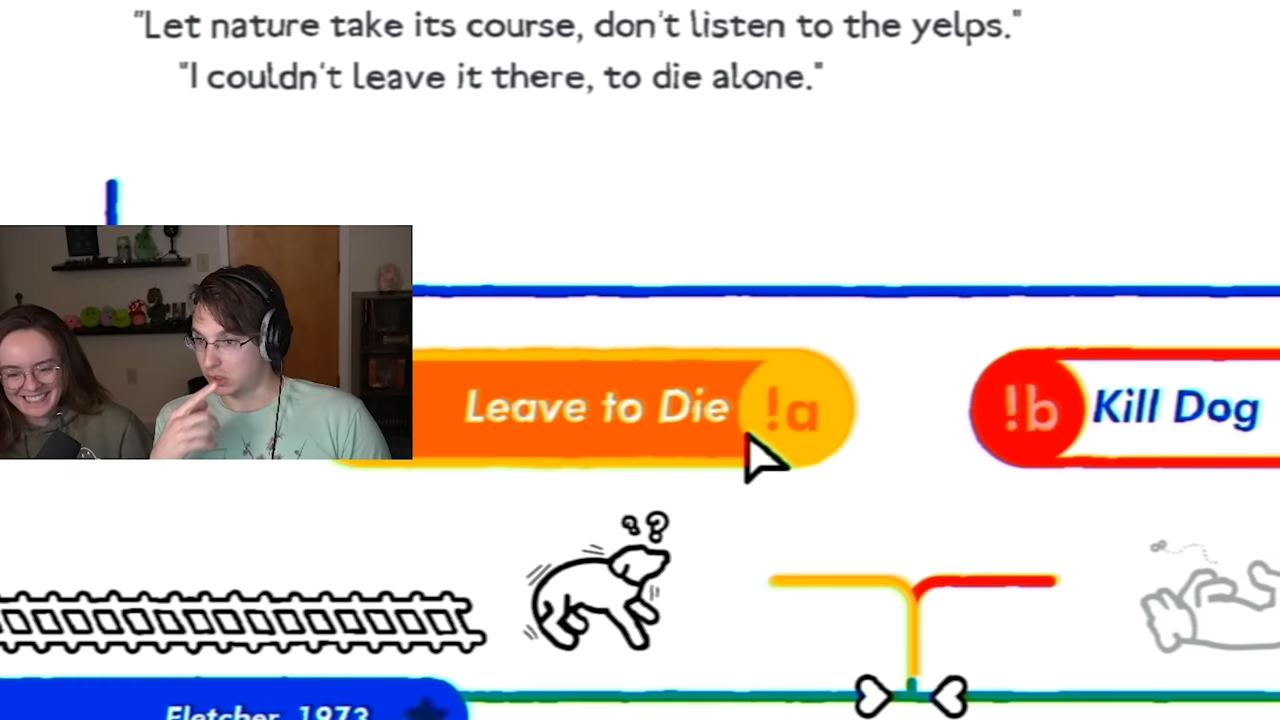 "Let nature take its course, don't listen to the yelps."
"I couldn't leave it there, to die alone."
Leave to Die !a
!b Kill Dog
? ?
Fletcher, 1973